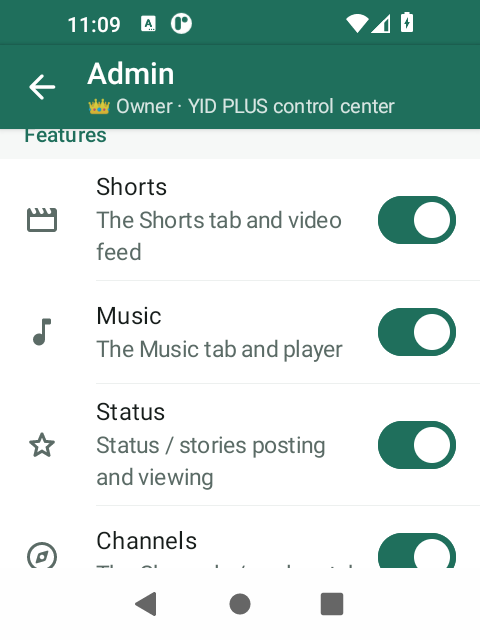 11:09
Admin
👑 Owner · YID PLUS control center
Features
Shorts
The Shorts tab and video
feed
Music
The Music tab and player
Status
Status / stories posting
and viewing
Channels